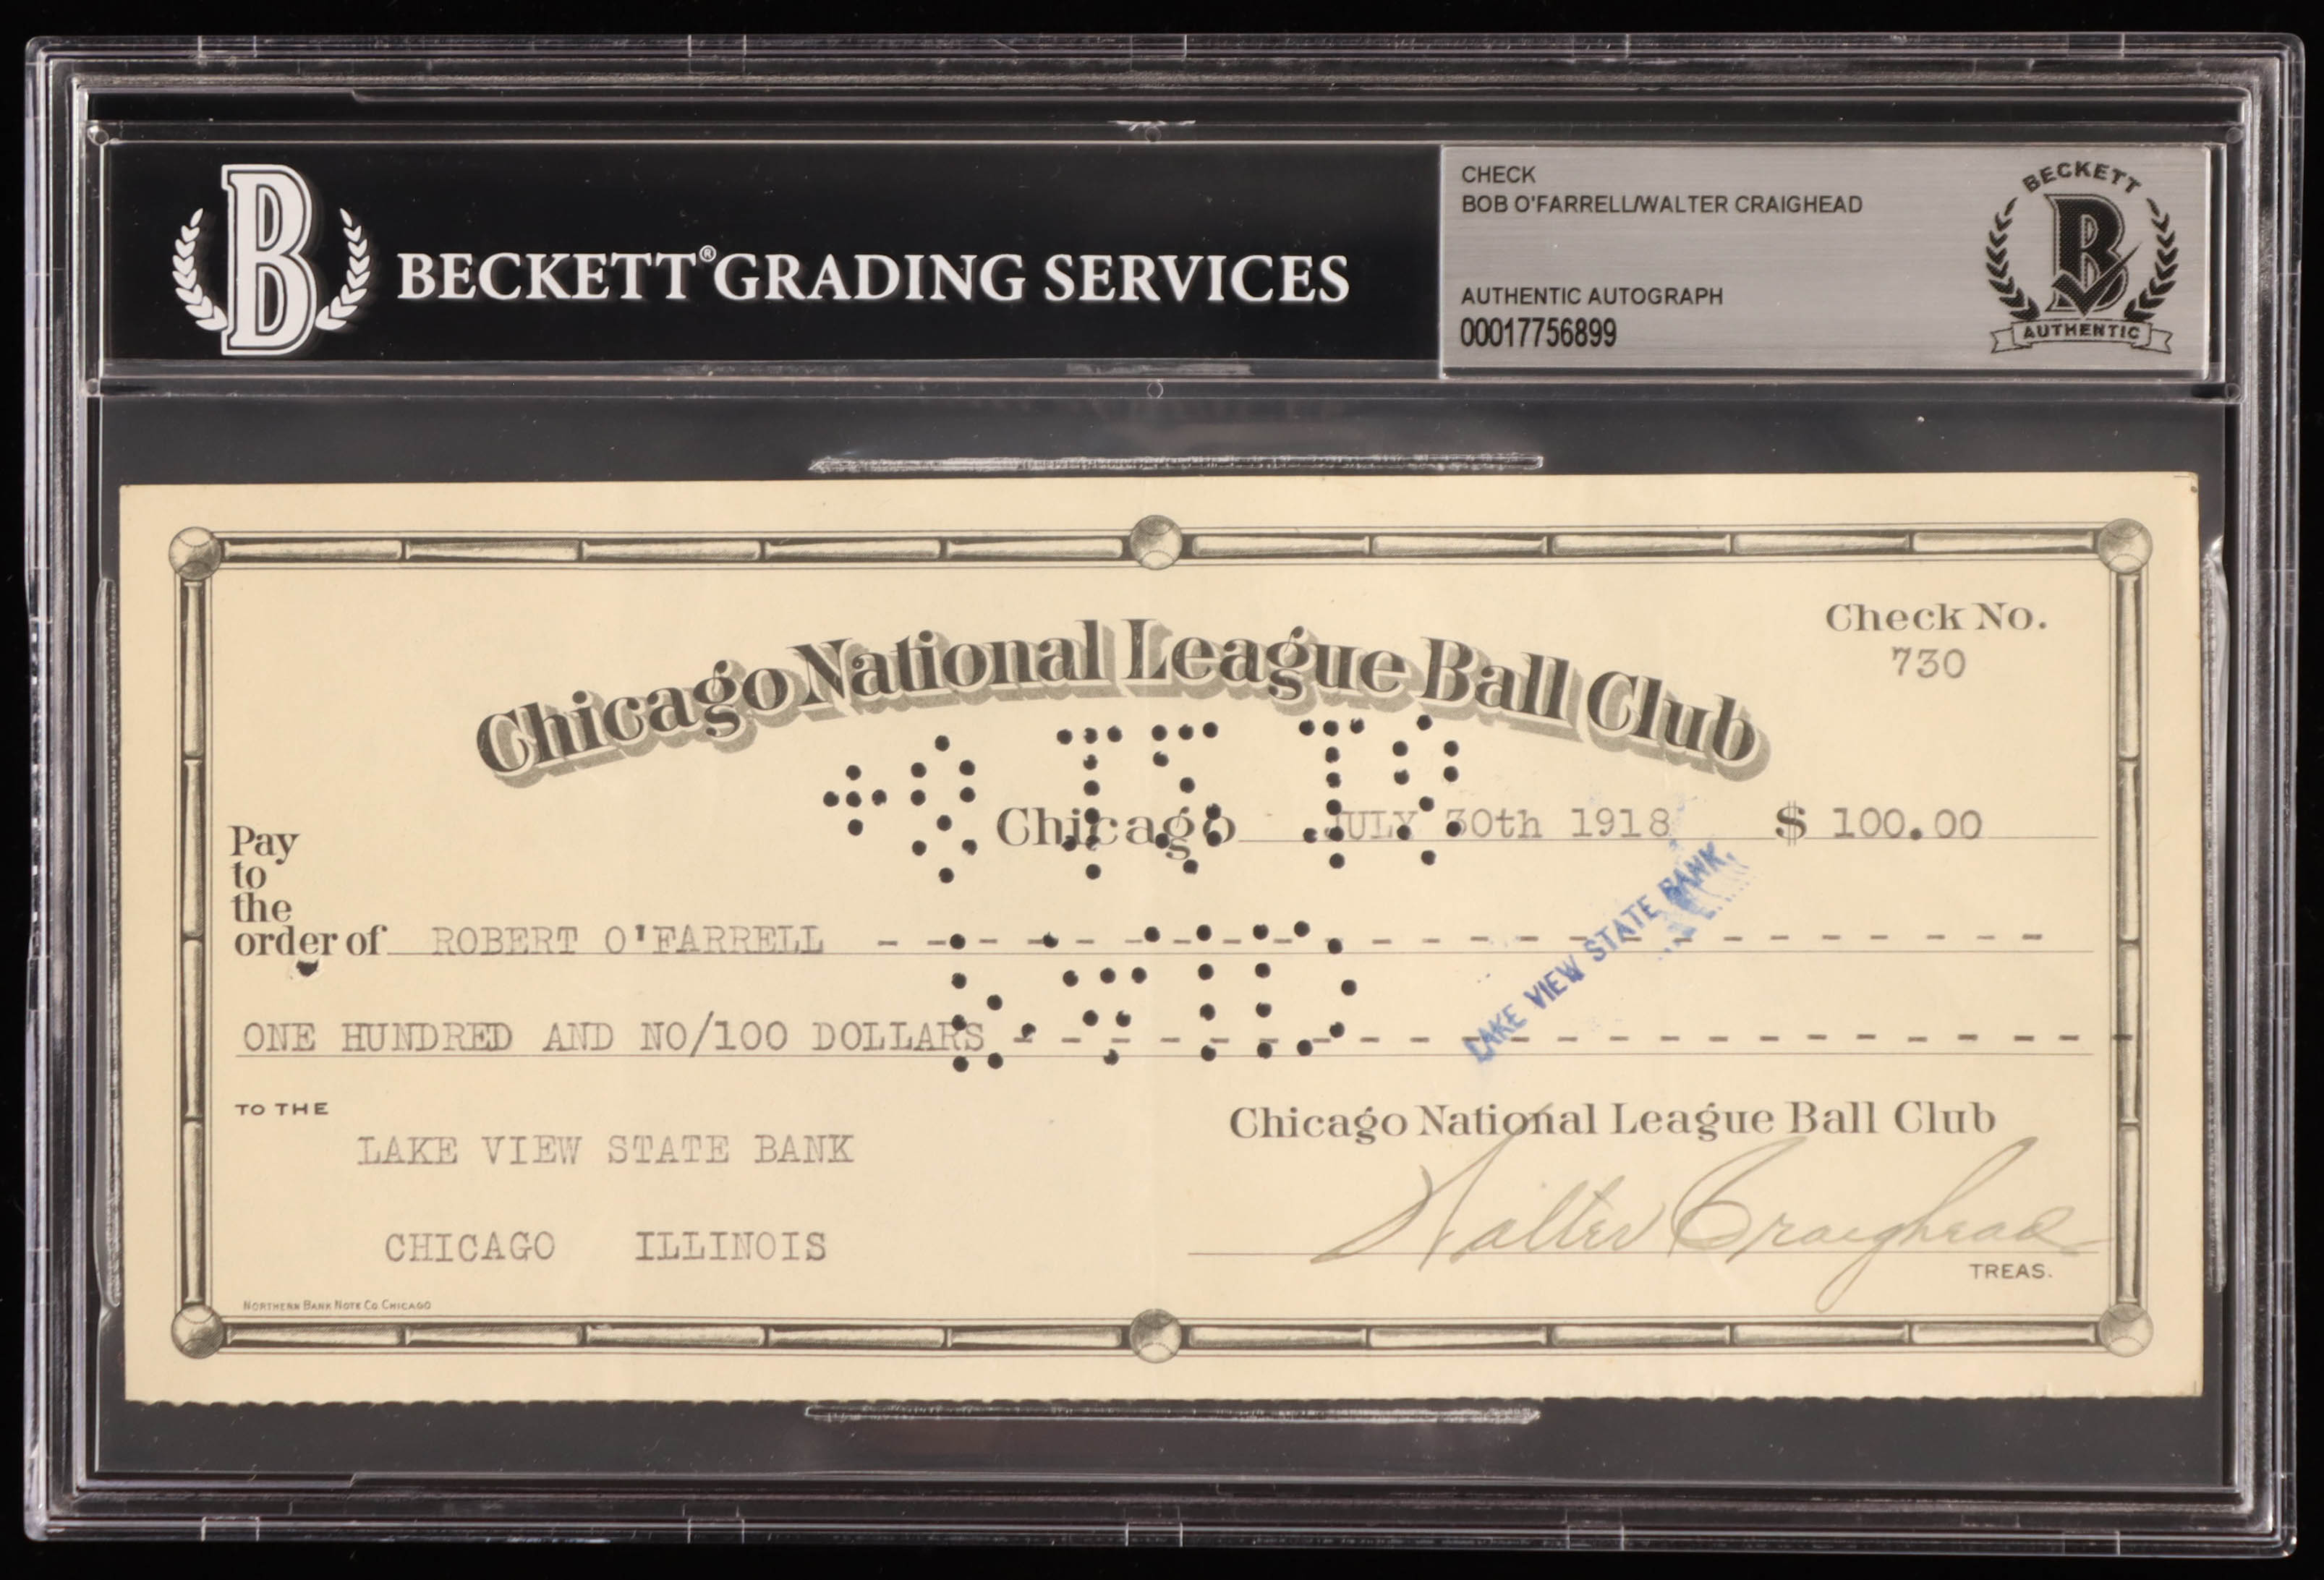 B
BECKETT® GRADING SERVICES
CHECK
BOB O'FARRELL/WALTER CRAIGHEAD
AUTHENTIC AUTOGRAPH
00017756899
BECKETT
B
AUTHENTIC
Check No.
730
Chicago National League Ball Club
Chicago JULY 30th 1918 $ 100.00
Pay
to
the
order of ROBERT O'FARRELL
LAKE VIEW STATE BANK,
ONE HUNDRED AND NO/100 DOLLARS
TO THE
LAKE VIEW STATE BANK
CHICAGO ILLINOIS
Chicago National League Ball Club
Walter Craighead
TREAS.
NORTHERN BANK NOTE CO. CHICAGO